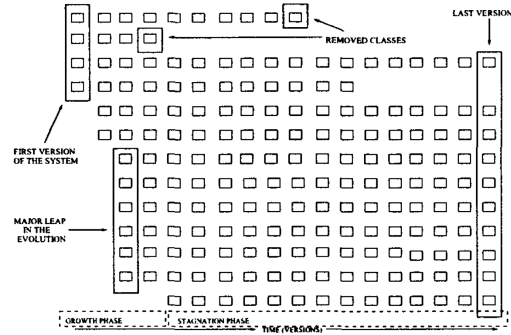 LAST VERSION
REMOVED CLASSES
FIRST VERSION
OF THE SYSTEM
MAJOR LEAP
IN THE
EVOLUTION
GROWTH PHASE
STAGNATION PHASE
TIME (VERSIONS)